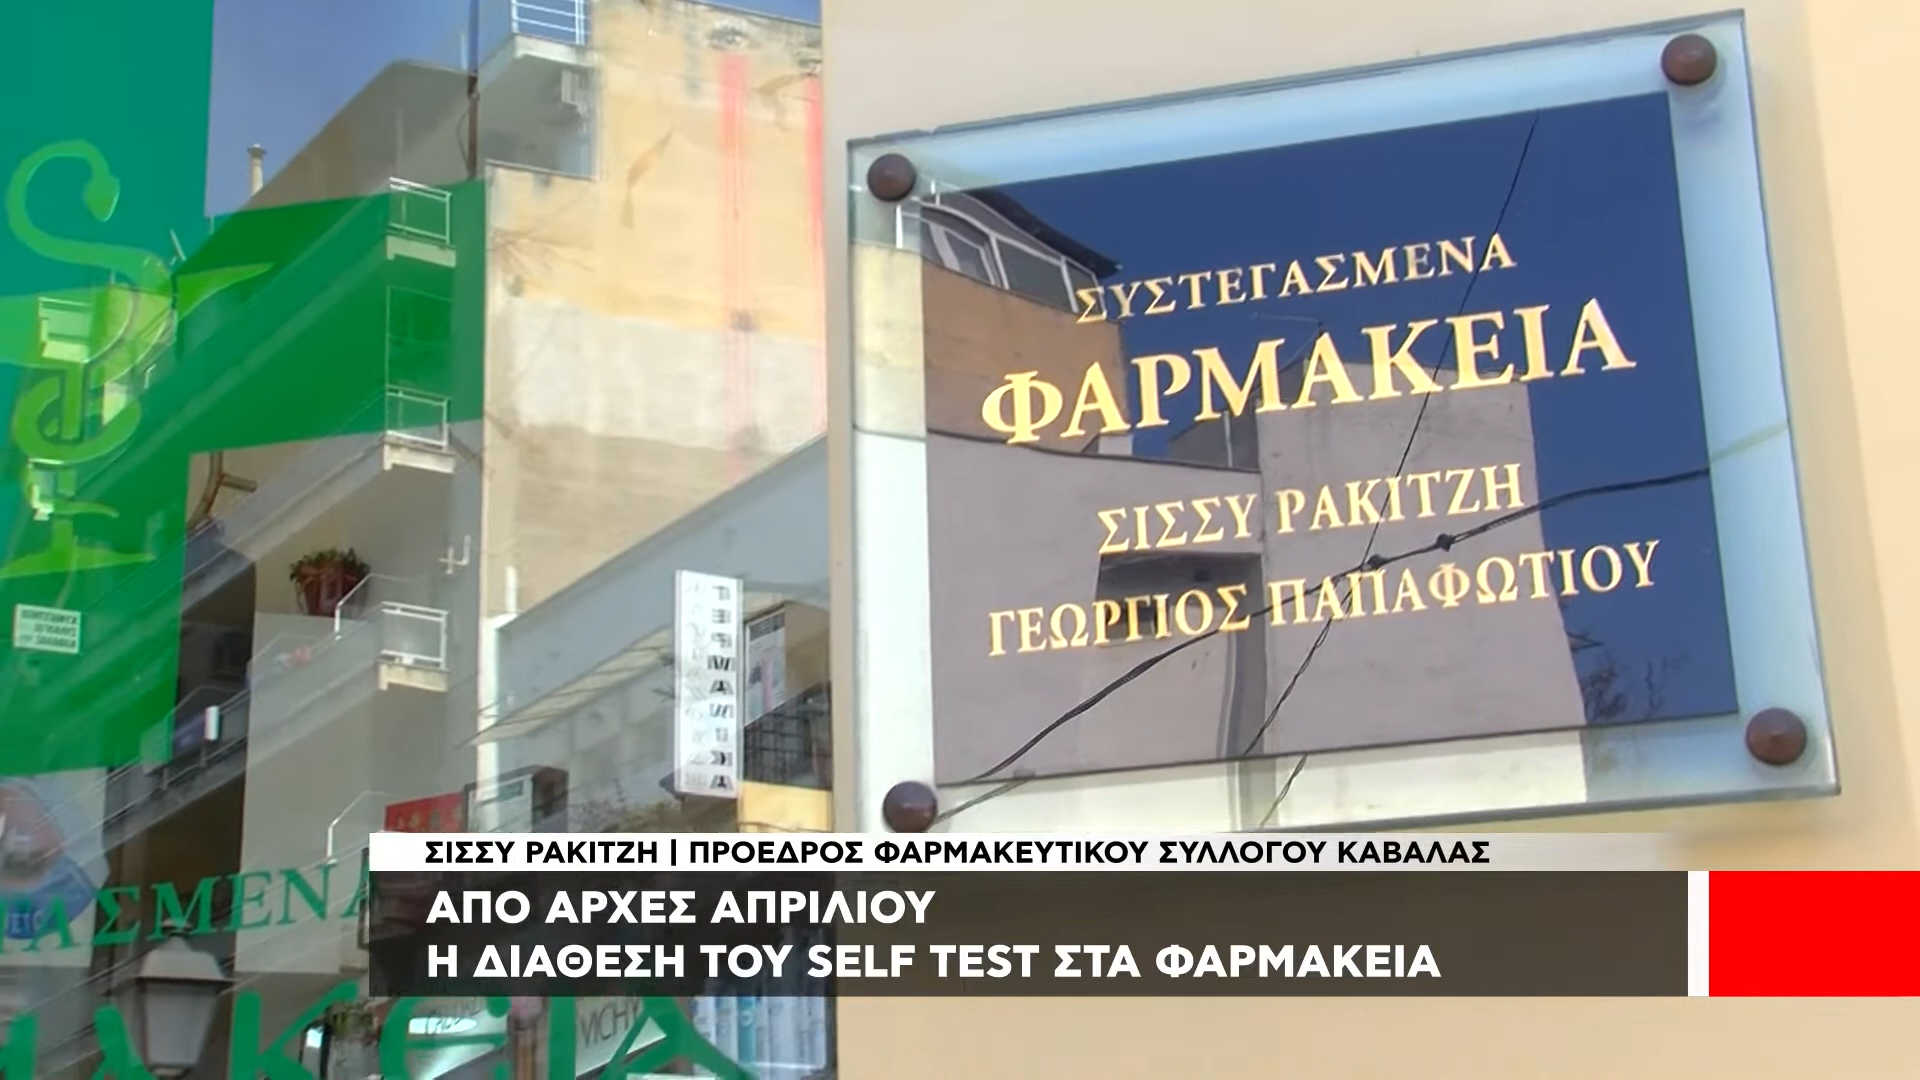 ΣΥΣΤΕΓΑΣΜΕΝΑ
ΦΑΡΜΑΚΕΙΑ
ΣΙΣΣΥ ΡΑΚΙΤΖΗ
ΓΕΩΡΓΙΟΣ ΠΑΠΑΦΩΤΙΟΥ
ΣΙΣΣΥ ΡΑΚΙΤΖΗ | ΠΡΟΕΔΡΟΣ ΦΑΡΜΑΚΕΥΤΙΚΟΥ ΣΥΛΛΟΓΟΥ ΚΑΒΑΛΑΣ
ΑΠΟ ΑΡΧΕΣ ΑΠΡΙΛΙΟΥ
Η ΔΙΑΘΕΣΗ ΤΟΥ SELF TEST ΣΤΑ ΦΑΡΜΑΚΕΙΑ
VICHY